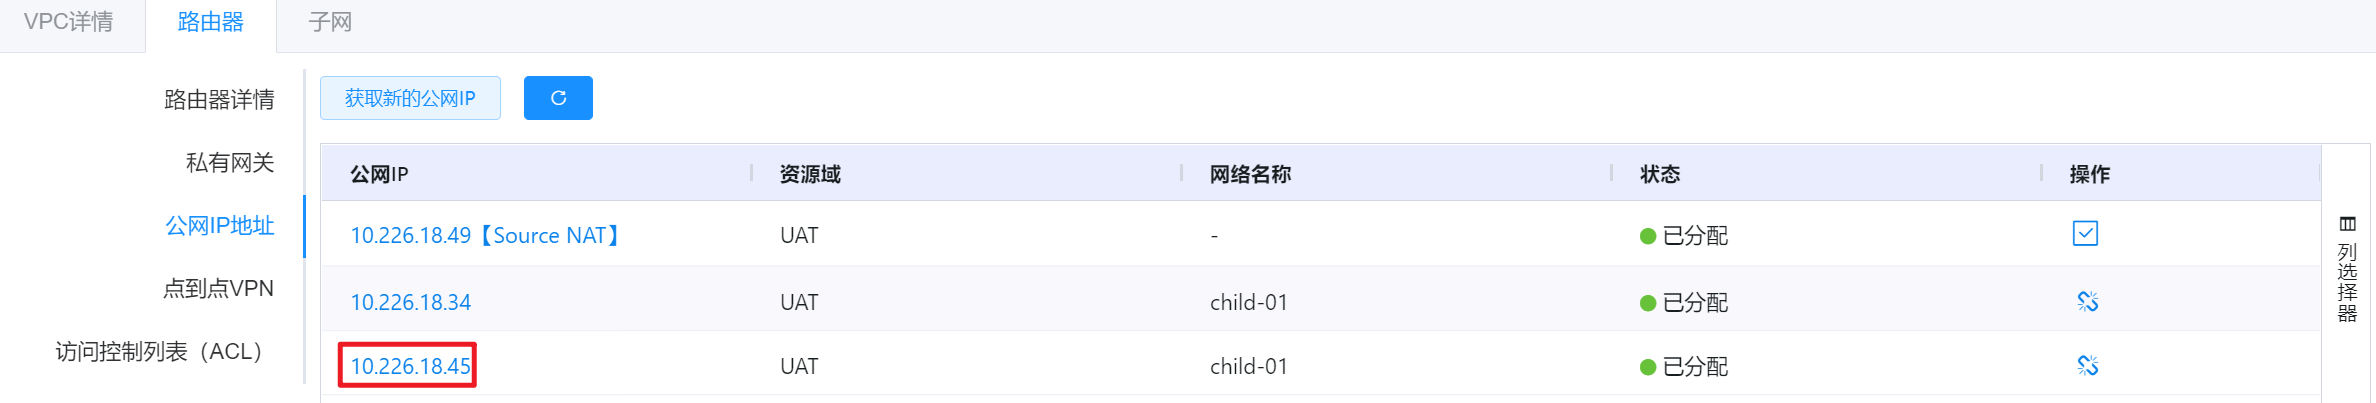 VPC详情 路由器 子网
路由器详情
私有网关
公网IP地址
点到点VPN
访问控制列表（ACL）
获取新的公网IP
公网IP 资源域 网络名称 状态 操作
10.226.18.49【Source NAT】 UAT - 已分配
10.226.18.34 UAT child-01 已分配
10.226.18.45 UAT child-01 已分配
列选择器